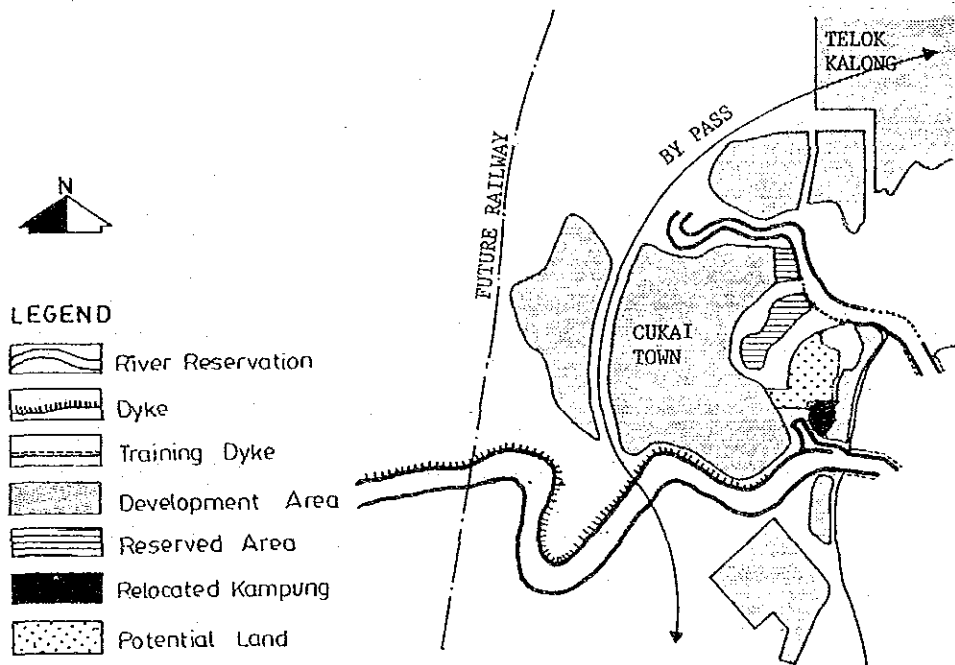 TELOK
KALONG
BY PASS
FUTURE RAILWAY
N
CUKAI
TOWN
LEGEND
River Reservation
Dyke
Training Dyke
Development Area
Reserved Area
Relocated Kampung
Potential Land